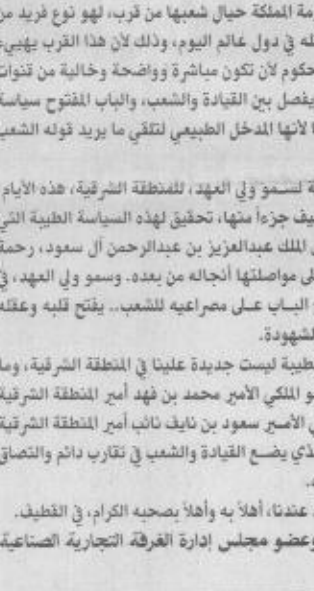 ومة المملكة حيال شعبها من قرب، لهو نوع فريد من
له في دول عالم اليوم، وذلك لأن هذا القرب يهييء
حكوم لأن تكون مباشرة وواضحة وخالية من قنوات
يفصل بين القيادة والشعب، والباب المفتوح سياسة
ا لأنها المدخل الطبيعي لتلقي ما يريد قوله الشعب
ة لسمو ولي العهد، للمنطقة الشرقية، هذه الأيام
يف جزءاً منها، تحقيق لهذه السياسة الطيبة التي
الملك عبدالعزيز بن عبدالرحمن آل سعود، رحمة
لى مواصلتها أنجاله من بعده. وسمو ولي العهد، في
الباب على مصراعيه للشعب.. يفتح قلبه وعقله
لشهودة.
طيبة ليست جديدة علينا في المنطقة الشرقية، وما
و الملكي الأمير محمد بن فهد أمير المنطقة الشرقية
ي الأمير سعود بن نايف نائب أمير المنطقة الشرقية
ذي يضع القيادة والشعب في تقارب دائم والتصاق
عندنا، أهلاً به وأهلاً بصحبه الكرام، في القطيف.
وعضو مجلس إدارة الغرفة التجارية الصناعية